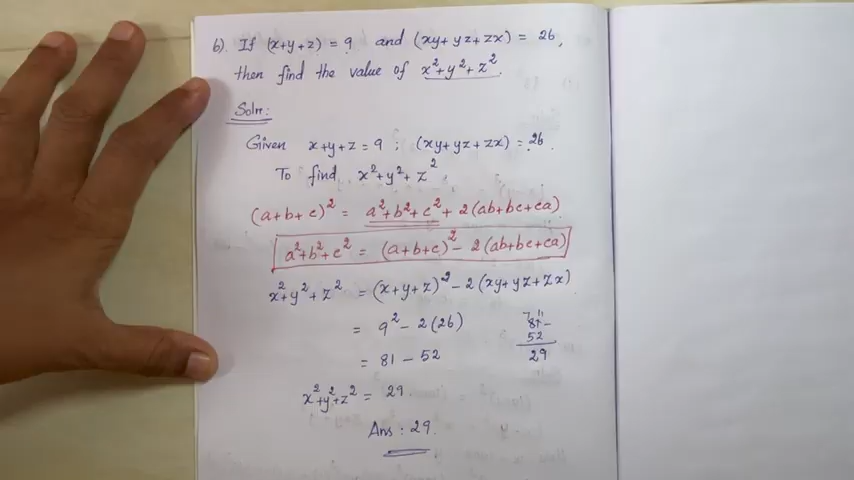 6). If (x+y+z) = 9 and (xy+yz+zx) = 26,
then find the value of x²+y²+z².
Soln:
Given x+y+z = 9 ; (xy+yz+zx) = 26.
To find x²+y²+z² :
(a+b+c)² = a²+b²+c² + 2(ab+bc+ca)
a²+b²+c² = (a+b+c)² - 2(ab+bc+ca)
x²+y²+z² = (x+y+z)² - 2(xy+yz+zx)
= 9² - 2(26)
7 11
81 -
52
29
= 81 - 52
x²+y²+z² = 29.
Ans : 29.